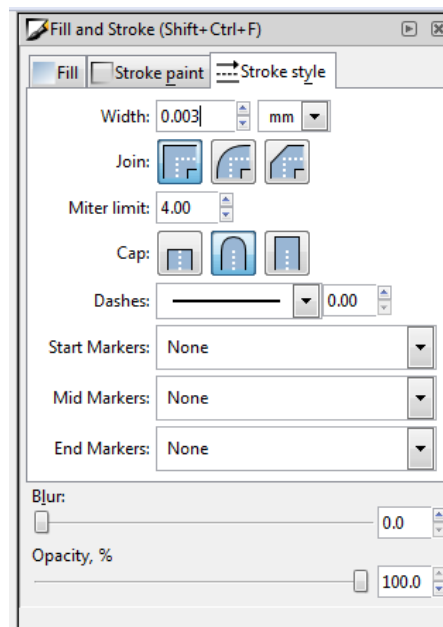 Fill and Stroke (Shift+Ctrl+F)
Fill Stroke paint Stroke style
Width: 0.003 mm
Join:
Miter limit: 4.00
Cap:
Dashes: 0.00
Start Markers: None
Mid Markers: None
End Markers: None
Blur:
0.0
Opacity, %
100.0